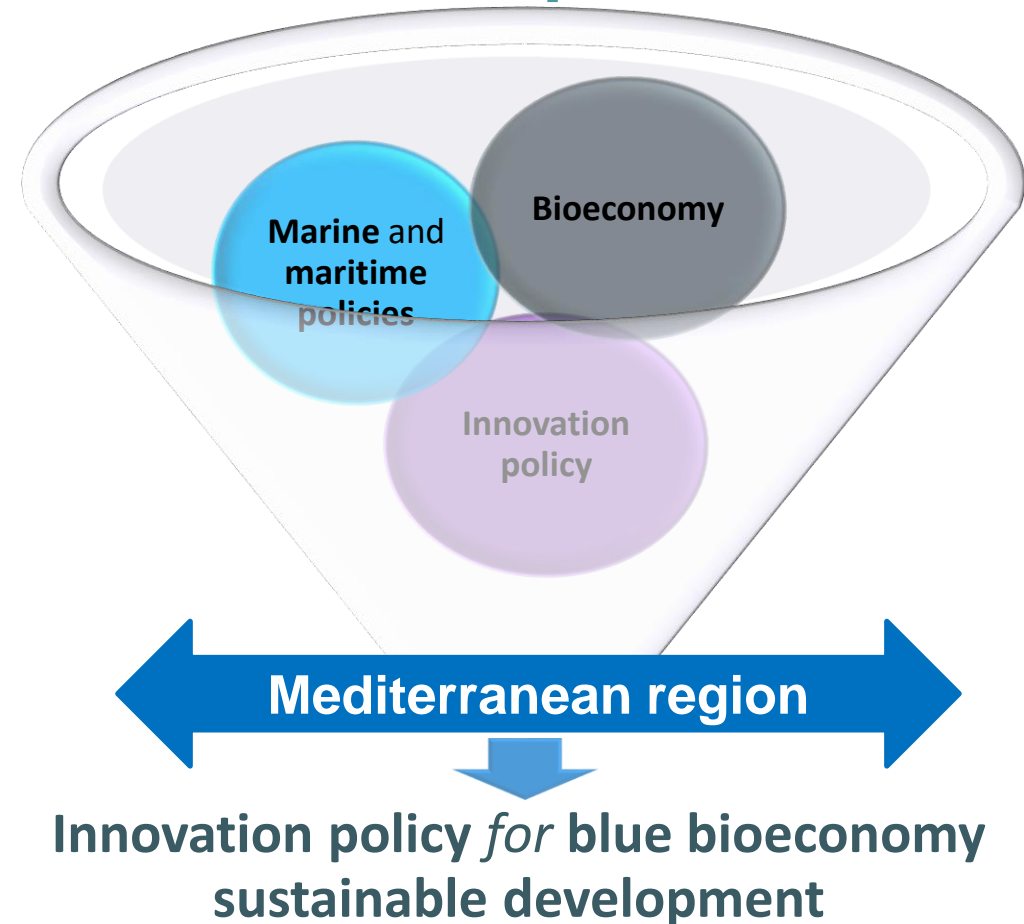 Bioeconomy
Marine and
maritime
policies
Innovation
policy
Mediterranean region
Innovation policy for blue bioeconomy
sustainable development